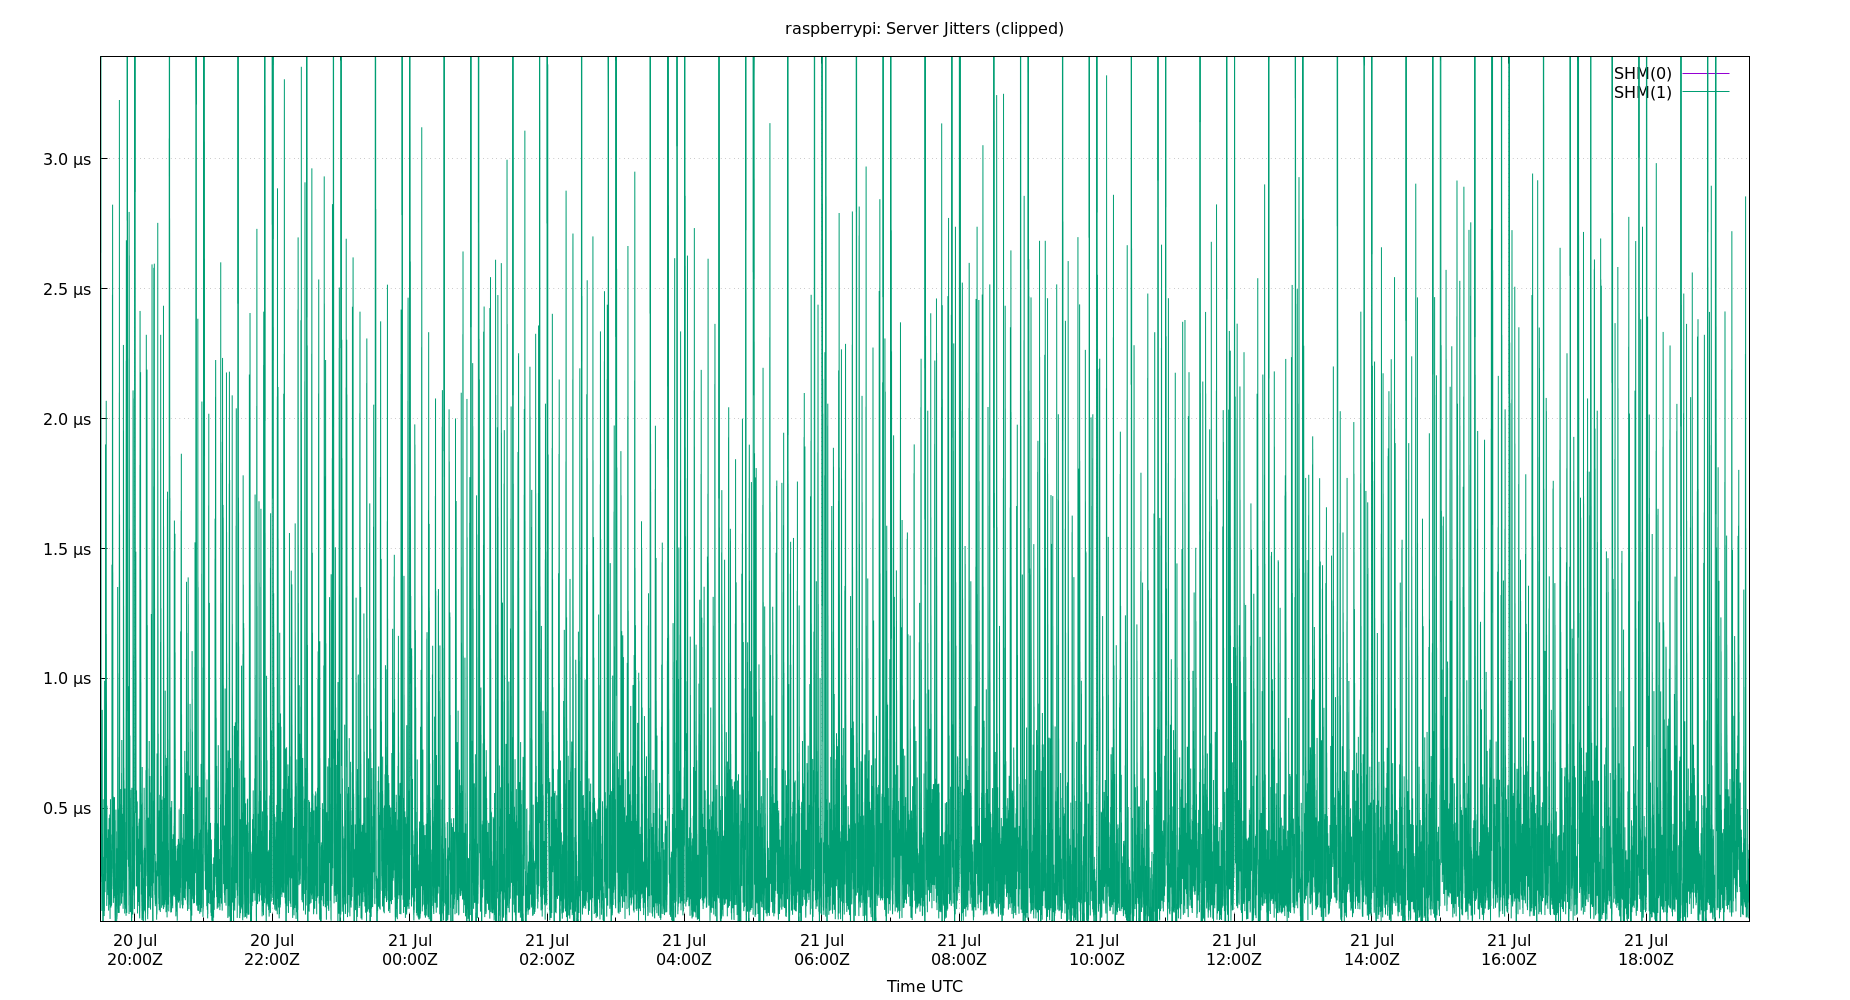 raspberrypi: Server Jitters (clipped)
SHM(0)
SHM(1)
3.0 µs
2.5 µs
2.0 µs
1.5 µs
1.0 µs
0.5 µs
20 Jul 20 Jul 21 Jul 21 Jul 21 Jul 21 Jul 21 Jul 21 Jul 21 Jul 21 Jul 21 Jul 21 Jul
20:00Z 22:00Z 00:00Z 02:00Z 04:00Z 06:00Z 08:00Z 10:00Z 12:00Z 14:00Z 16:00Z 18:00Z
Time UTC